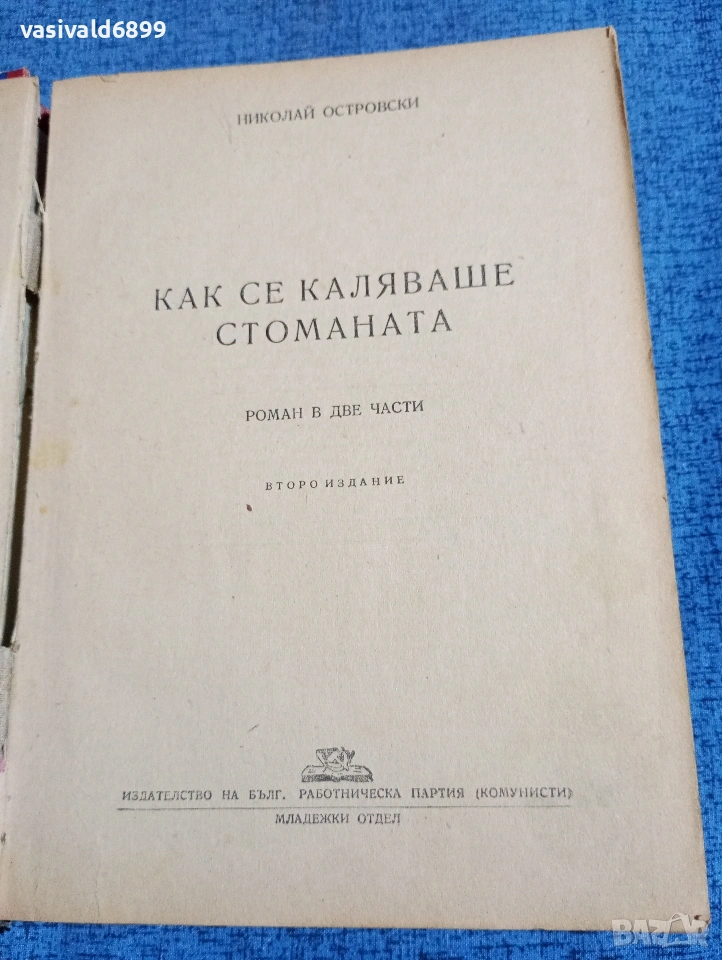 vasivald6899
НИКОЛАЙ ОСТРОВСКИ
КАК СЕ КАЛЯВАШЕ
СТОМАНАТА
РОМАН В ДВЕ ЧАСТИ
ВТОРО ИЗДАНИЕ
ИЗДАТЕЛСТВО НА БЪЛГ. РАБОТНИЧЕСКА ПАРТИЯ (КОМУНИСТИ)
МЛАДЕЖКИ ОТДЕЛ
BAZAR